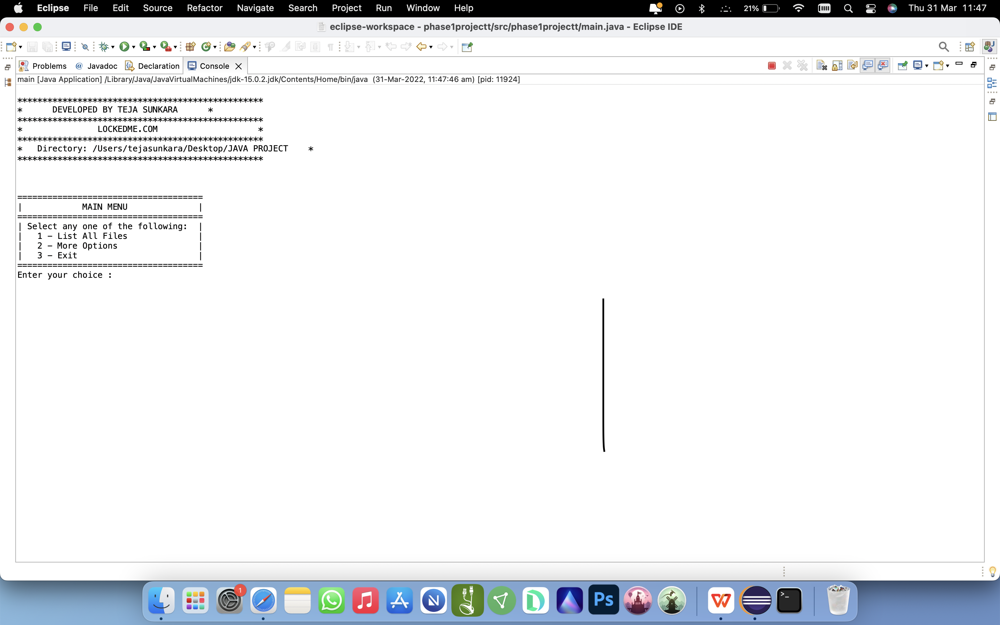 Eclipse File Edit Source Refactor Navigate Search Project Run Window Help 21% Thu 31 Mar 11:47
eclipse-workspace - phase1projectt/src/phase1projectt/main.java - Eclipse IDE
Problems @ Javadoc Declaration Console
main [Java Application] /Library/Java/JavaVirtualMachines/jdk-15.0.2.jdk/Contents/Home/bin/java (31-Mar-2022, 11:47:46 am) [pid: 11924]
*************************************************
*      DEVELOPED BY TEJA SUNKARA      *
*************************************************
*               LOCKEDME.COM                    *
*************************************************
*   Directory: /Users/tejasunkara/Desktop/JAVA PROJECT    *
*************************************************
=====================================
|            MAIN MENU              |
=====================================
| Select any one of the following:  |
|   1 - List All Files              |
|   2 - More Options                |
|   3 - Exit                        |
=====================================
Enter your choice :
1
N
Ps
W
>_